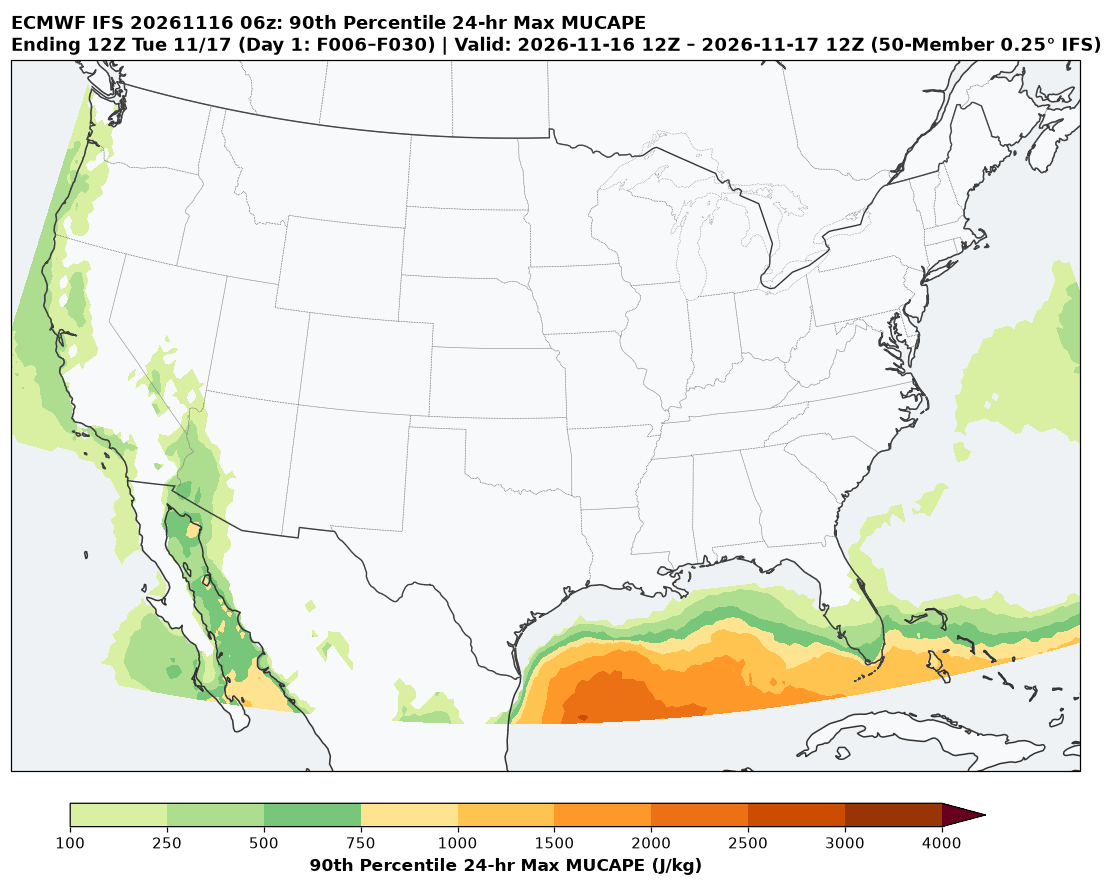 ECMWF IFS 20261116 06z: 90th Percentile 24-hr Max MUCAPE
Ending 12Z Tue 11/17 (Day 1: F006–F030) | Valid: 2026-11-16 12Z – 2026-11-17 12Z (50-Member 0.25° IFS)
100 250 500 750 1000 1500 2000 2500 3000 4000
90th Percentile 24-hr Max MUCAPE (J/kg)